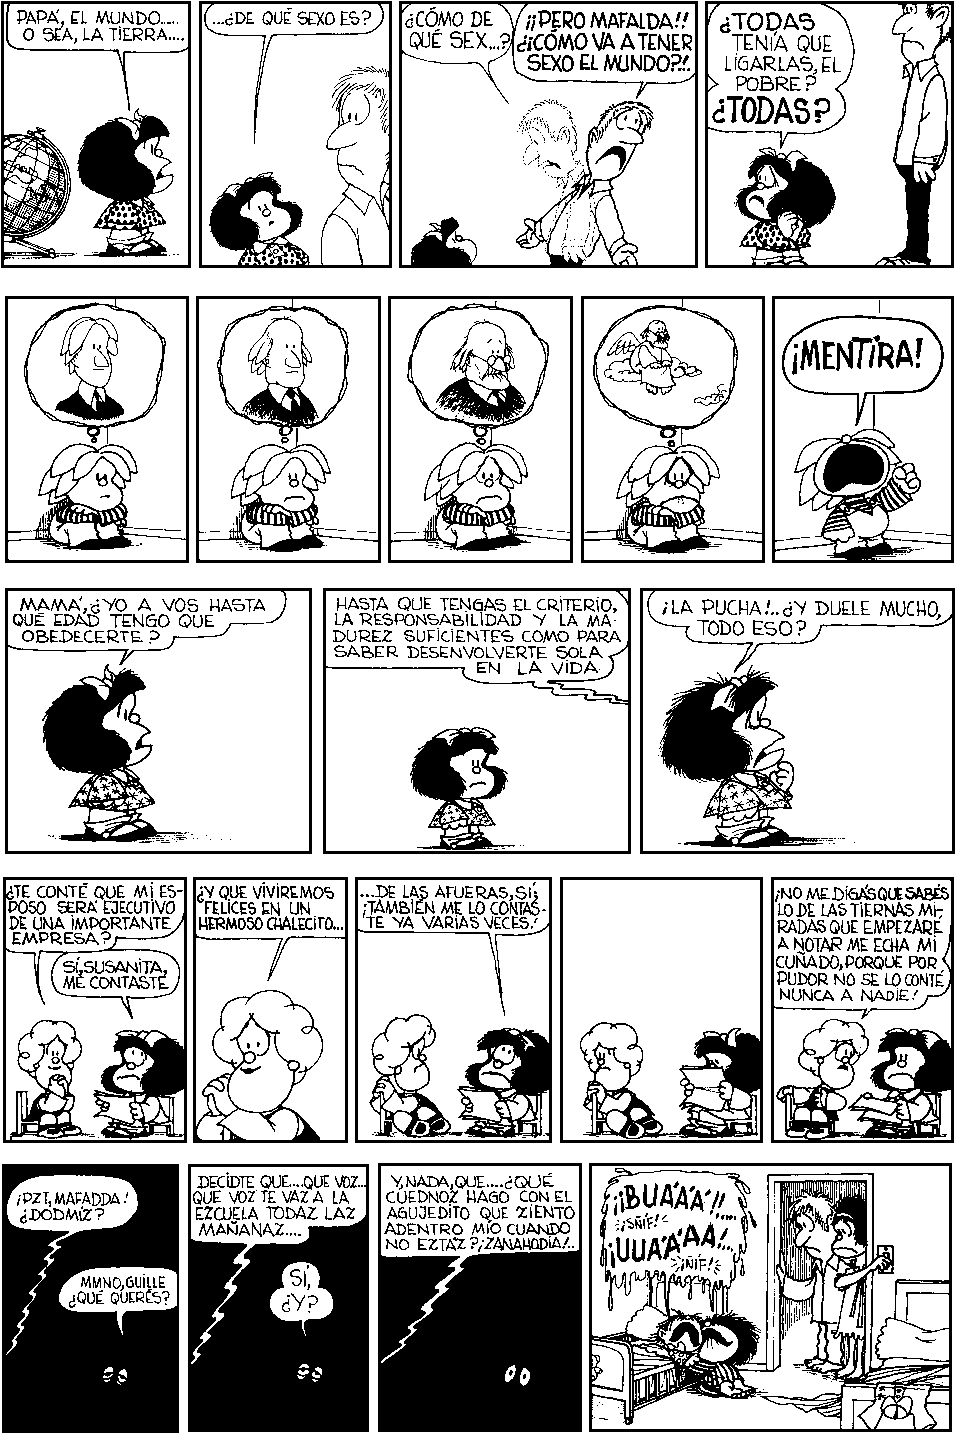 PAPÁ, EL MUNDO.....
O SEA, LA TIERRA....
...¿DE QUÉ SEXO ES?
¿CÓMO DE
QUÉ SEX...?
¡¡PERO MAFALDA!!
¿¡CÓMO VA A TENER
SEXO EL MUNDO?!!
¿TODAS
TENÍA QUE
LIGARLAS, EL
POBRE?
¿TODAS?
¡MENTIRA!
MAMÁ, ¿YO A VOS HASTA
QUÉ EDAD TENGO QUE
OBEDECERTE?
HASTA QUE TENGAS EL CRITERIO,
LA RESPONSABILIDAD Y LA MA-
DUREZ SUFICIENTES COMO PARA
SABER DESENVOLVERTE SOLA
EN LA VIDA
¡LA PUCHA!..¿Y DUELE MUCHO,
TODO ESO?
¿TE CONTÉ QUE MI ES-
POSO SERÁ EJECUTIVO
DE UNA IMPORTANTE
EMPRESA?
SÍ, SUSANITA,
ME CONTASTE
¿Y QUE VIVIREMOS
FELICES EN UN
HERMOSO CHALECITO...
...DE LAS AFUERAS, SÍ;
¡TAMBIÉN ME LO CONTAS-
TE YA VARIAS VECES!
¡NO ME DIGAS QUE SABÉS
LO DE LAS TIERNAS MI-
RADAS QUE EMPEZARE
A NOTAR ME ECHA MI
CUÑADO, PORQUE POR
PUDOR NO SE LO CONTÉ
NUNCA A NADIE!
¡PZT, MAFADDA!
¿DODMIZ?
MMNO, GUILLE
¿QUÉ QUERÉS?
DECIDTE QUE....QUE VOZ...
QUE VOZ TE VAZ A LA
EZCUELA TODAZ LAZ
MAÑANAZ....
SÍ,
¿Y?
Y, NADA, QUE....¿QUÉ
CUEDNOZ HAGO CON EL
AGUJEDITO QUE ZIENTO
ADENTRO MÍO CUANDO
NO EZTAZ? ¡ZANAHODIA!..
¡¡BUÁÁÁ!!....
¡SÑIF!
¡UUÁÁÁÁ!..
¡ÑIF!